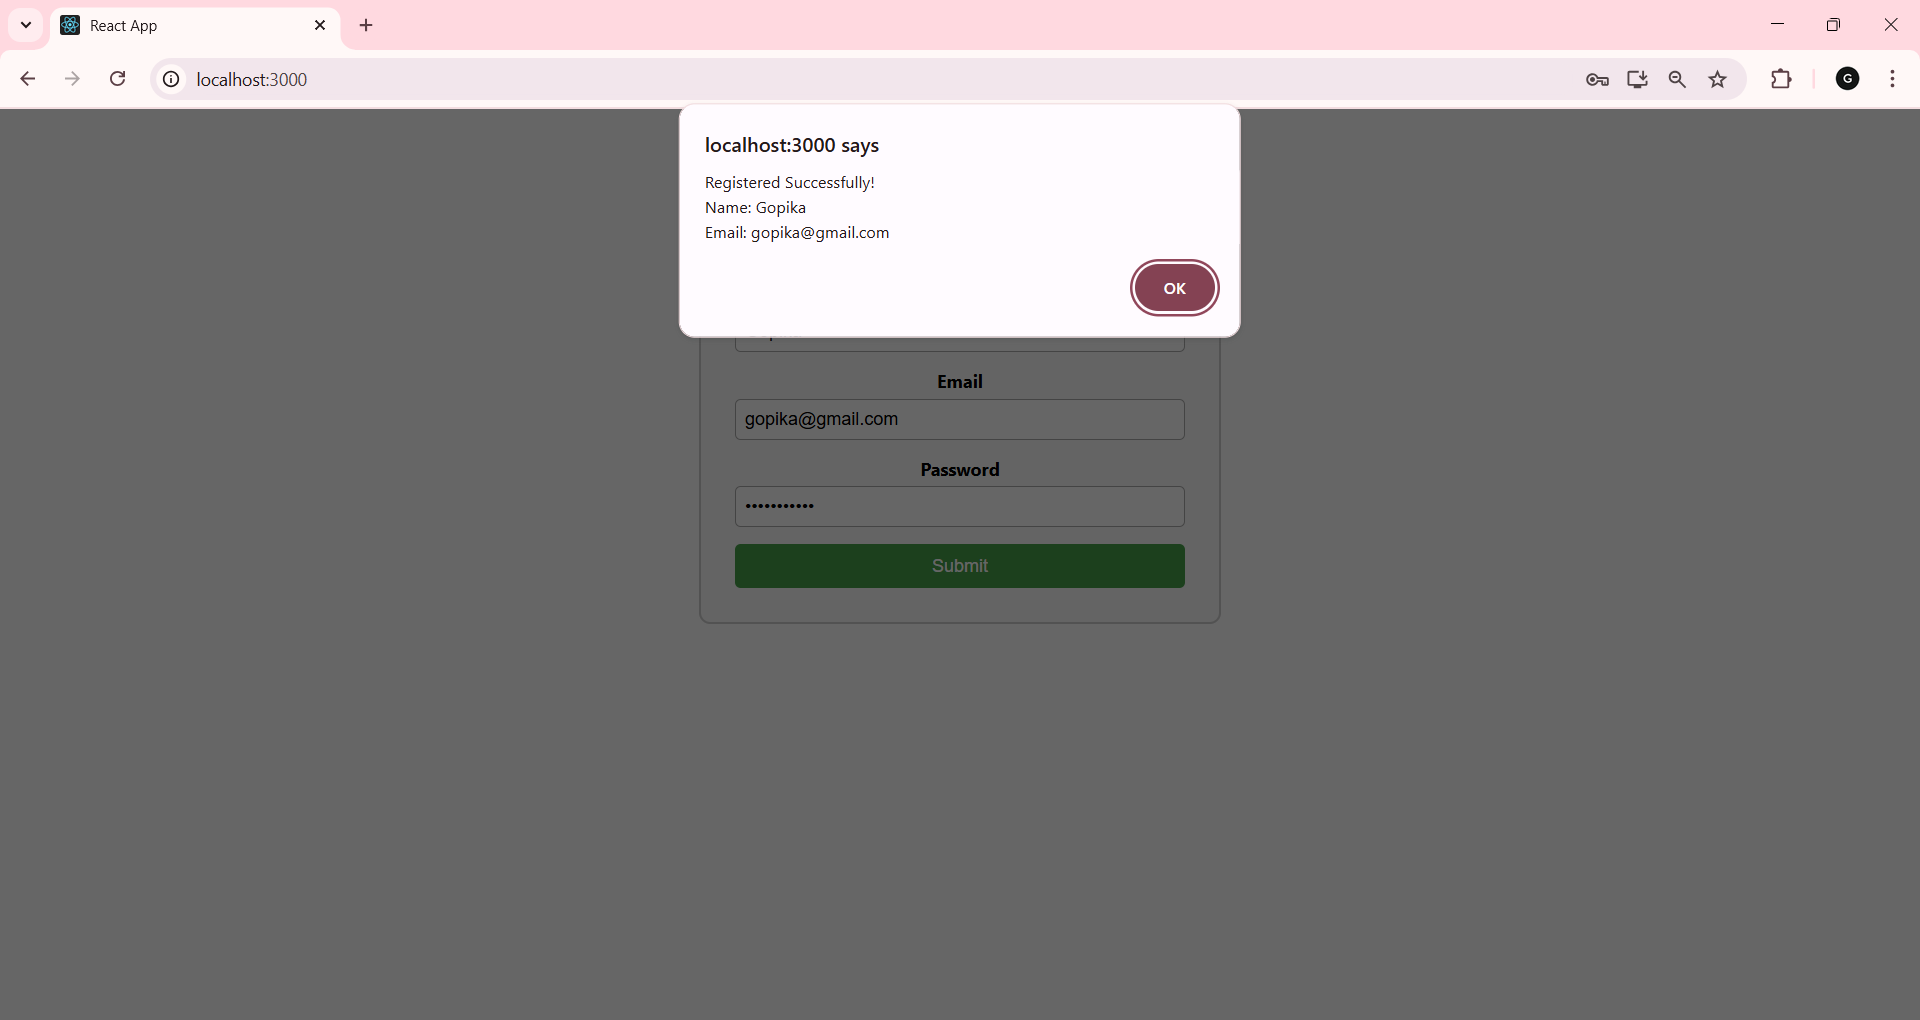 React App
localhost:3000
G
localhost:3000 says
Registered Successfully!
Name: Gopika
Email: gopika@gmail.com
OK
Email
gopika@gmail.com
Password
•••••••••••
Submit